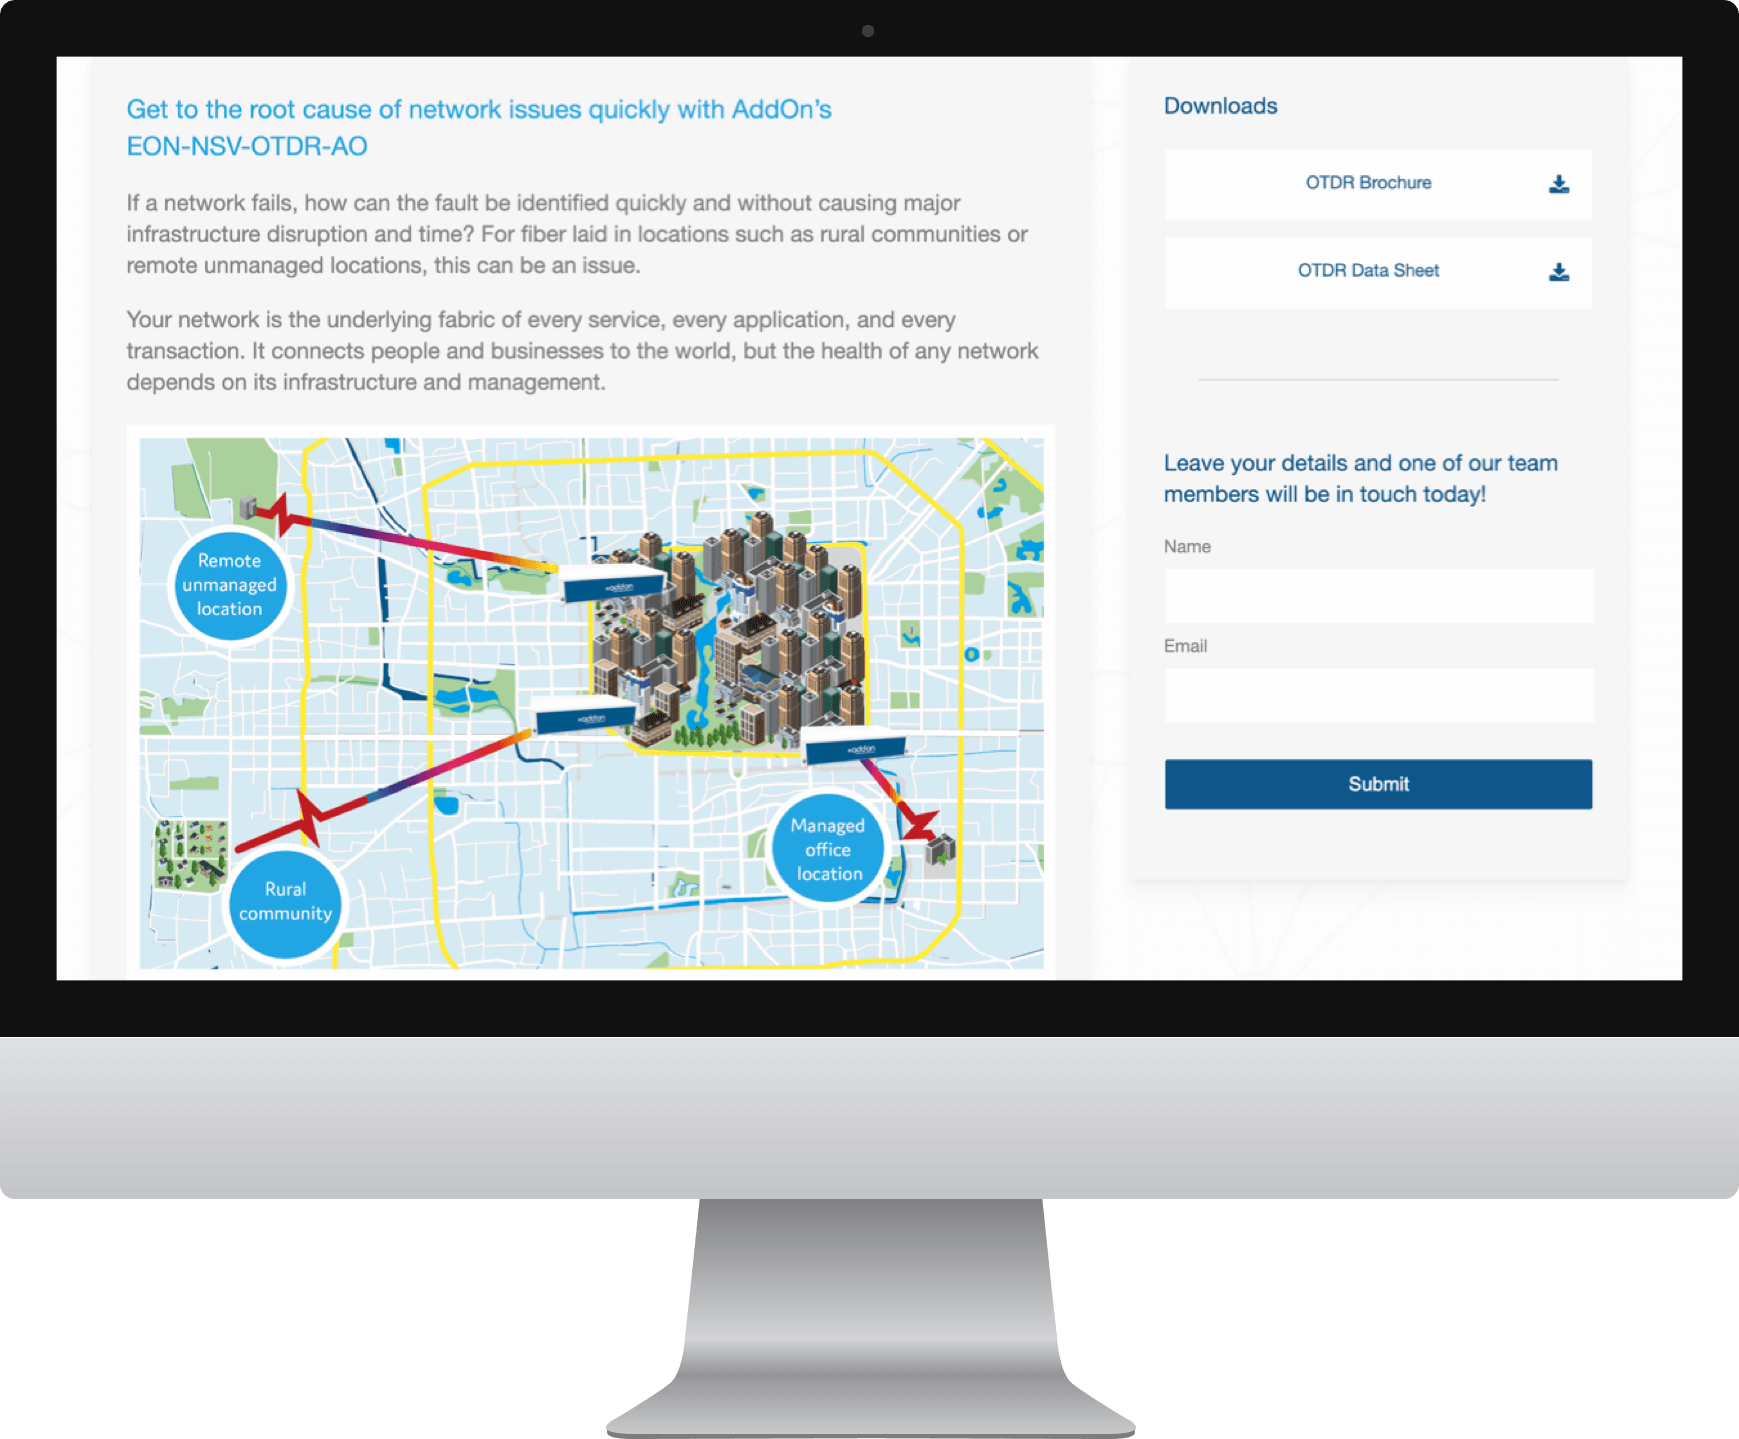 Get to the root cause of network issues quickly with AddOn's
EON-NSV-OTDR-AO
If a network fails, how can the fault be identified quickly and without causing major
infrastructure disruption and time? For fiber laid in locations such as rural communities or
remote unmanaged locations, this can be an issue.
Your network is the underlying fabric of every service, every application, and every
transaction. It connects people and businesses to the world, but the health of any network
depends on its infrastructure and management.
Remote
unmanaged
location
addon
addon
addon
Managed
office
location
Rural
community
Downloads
OTDR Brochure
OTDR Data Sheet
Leave your details and one of our team
members will be in touch today!
Name
Email
Submit